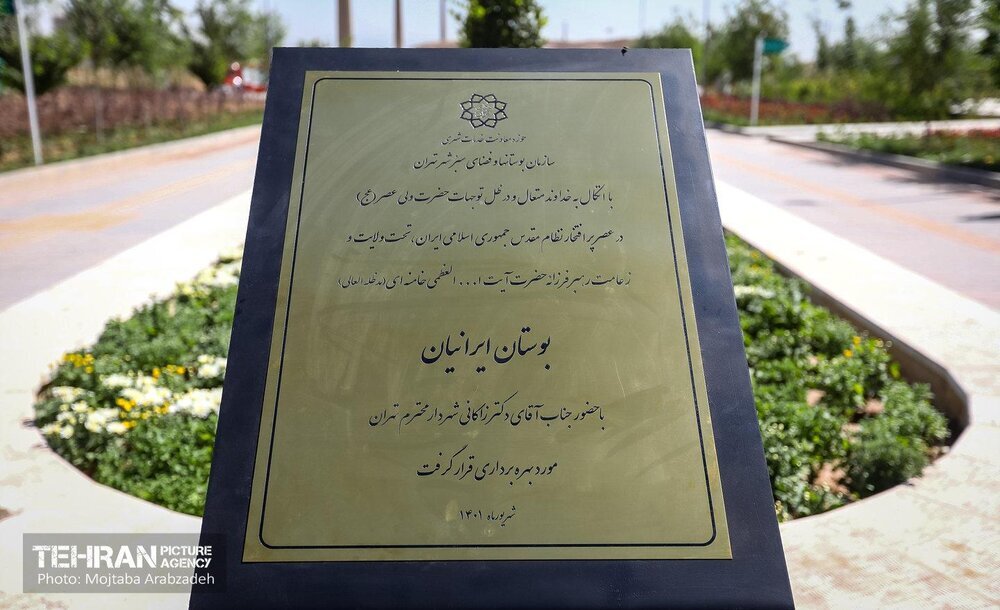 حوزه معاونت خدمات شهری
سازمان بوستانها و فضای سبز شهر تهران
با اتکال به خداوند متعال و در ظل توجهات حضرت ولی عصر (عج)
در عصر پر افتخار نظام مقدس جمهوری اسلامی ایران، تحت ولایت و
زعامت رهبر فرزانه حضرت آیت ا... العظمی خامنه ای (مدظله العالی)
بوستان ایرانیان
با حضور جناب آقای دکتر زاکانی شهردار محترم تهران
مورد بهره برداری قرار گرفت
شهریور ماه ۱۴۰۱
TEHRAN PICTURE AGENCY
Photo: Mojtaba Arabzadeh